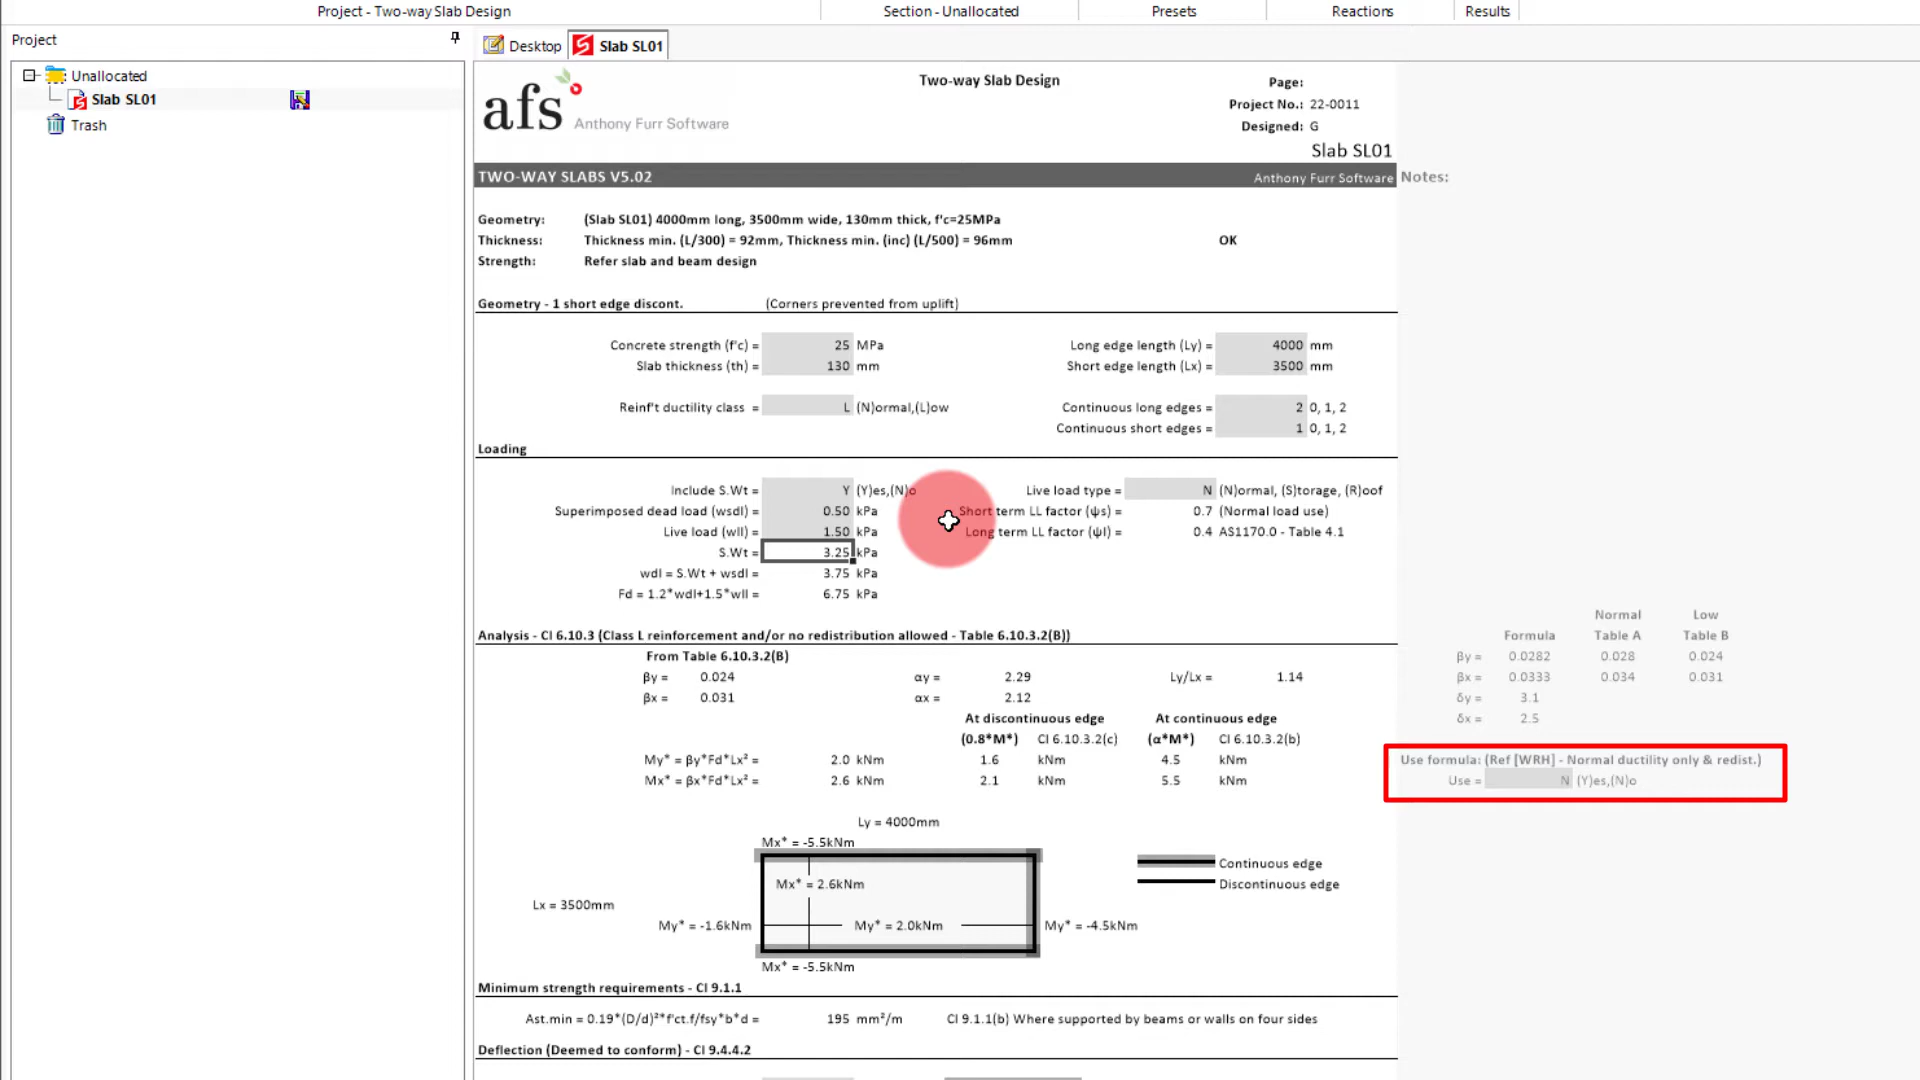 Project - Two-way Slab Design
Section - Unallocated
Presets
Reactions
Results
Project
Desktop
Slab SL01
Unallocated
Slab SL01
Trash
afs Anthony Furr Software
Two-way Slab Design
Page:
Project No.: 22-0011
Designed: G
Slab SL01
TWO-WAY SLABS V5.02
Anthony Furr Software
Notes:
Geometry: (Slab SL01) 4000mm long, 3500mm wide, 130mm thick, f'c=25MPa
Thickness: Thickness min. (L/300) = 92mm, Thickness min. (inc) (L/500) = 96mm OK
Strength: Refer slab and beam design
Geometry - 1 short edge discont. (Corners prevented from uplift)
Concrete strength (f'c) = 25 MPa Long edge length (Ly) = 4000 mm
Slab thickness (th) = 130 mm Short edge length (Lx) = 3500 mm
Reinf't ductility class = L (N)ormal,(L)ow Continuous long edges = 2 0, 1, 2
Continuous short edges = 1 0, 1, 2
Loading
Include S.Wt = Y (Y)es,(N)o Live load type = N (N)ormal, (S)torage, (R)oof
Superimposed dead load (wsdl) = 0.50 kPa Short term LL factor (ψs) = 0.7 (Normal load use)
Live load (wll) = 1.50 kPa Long term LL factor (ψl) = 0.4 AS1170.0 - Table 4.1
S.Wt = 3.25 kPa
wdl = S.Wt + wsdl = 3.75 kPa
Fd = 1.2*wdl+1.5*wll = 6.75 kPa
Analysis - Cl 6.10.3 (Class L reinforcement and/or no redistribution allowed - Table 6.10.3.2(B))
From Table 6.10.3.2(B)
βy = 0.024 αy = 2.29 Ly/Lx = 1.14
βx = 0.031 αx = 2.12
At discontinuous edge At continuous edge
(0.8*M*) Cl 6.10.3.2(c) (α*M*) Cl 6.10.3.2(b)
My* = βy*Fd*Lx² = 2.0 kNm 1.6 kNm 4.5 kNm
Mx* = βx*Fd*Lx² = 2.6 kNm 2.1 kNm 5.5 kNm
Normal Low
Formula Table A Table B
βy = 0.0282 0.028 0.024
βx = 0.0333 0.034 0.031
δy = 3.1
δx = 2.5
Use formula: (Ref [WRH] - Normal ductility only & redist.)
Use = N (Y)es,(N)o
Ly = 4000mm
Mx* = -5.5kNm
Continuous edge
Mx* = 2.6kNm
Discontinuous edge
Lx = 3500mm
My* = -1.6kNm
My* = 2.0kNm
My* = -4.5kNm
Mx* = -5.5kNm
Minimum strength requirements - Cl 9.1.1
Ast.min = 0.19*(D/d)²*f'ct.f/fsy*b*d = 195 mm²/m Cl 9.1.1(b) Where supported by beams or walls on four sides
Deflection (Deemed to conform) - Cl 9.4.4.2